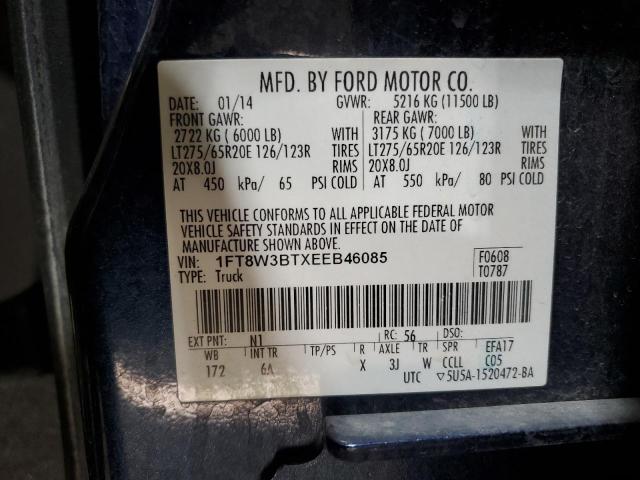 MFD. BY FORD MOTOR CO.
DATE: 01/14 GVWR: 5216 KG (11500 LB)
FRONT GAWR: REAR GAWR:
2722 KG ( 6000 LB) WITH 3175 KG ( 7000 LB) WITH
LT275/65R20E 126/123R TIRES LT275/65R20E 126/123R TIRES
20X8.0J RIMS 20X8.0J RIMS
AT 450 kPa/ 65 PSI COLD AT 550 kPa/ 80 PSI COLD
THIS VEHICLE CONFORMS TO ALL APPLICABLE FEDERAL MOTOR
VEHICLE SAFETY STANDARDS IN EFFECT ON THE DATE OF
MANUFACTURE SHOWN ABOVE.
VIN: 1FT8W3BTXEEB46085 F0608
TYPE: Truck T0787
EXT PNT: N1 RC: 56 DSO:
WB INT TR TP/PS R AXLE TR SPR EFA17
172 6A X 3J W CCLL C05
UTC ▽5U5A-1520472-BA